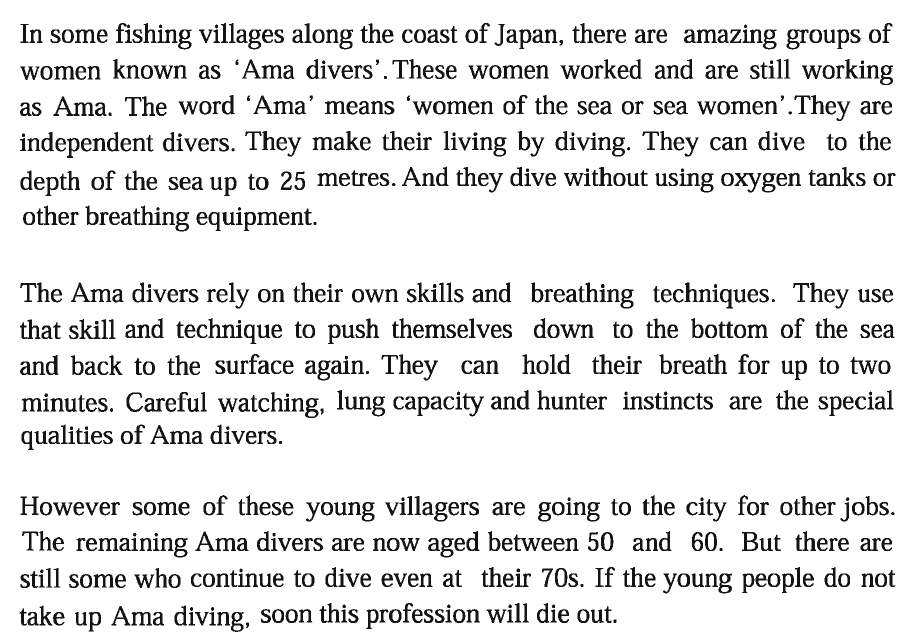 In some fishing villages along the coast of Japan, there are amazing groups of
women known as ‘Ama divers’. These women worked and are still working
as Ama. The word ‘Ama’ means ‘women of the sea or sea women’. They are
independent divers. They make their living by diving. They can dive to the
depth of the sea up to 25 metres. And they dive without using oxygen tanks or
other breathing equipment.
The Ama divers rely on their own skills and breathing techniques. They use
that skill and technique to push themselves down to the bottom of the sea
and back to the surface again. They can hold their breath for up to two
minutes. Careful watching, lung capacity and hunter instincts are the special
qualities of Ama divers.
However some of these young villagers are going to the city for other jobs.
The remaining Ama divers are now aged between 50 and 60. But there are
still some who continue to dive even at their 70s. If the young people do not
take up Ama diving, soon this profession will die out.